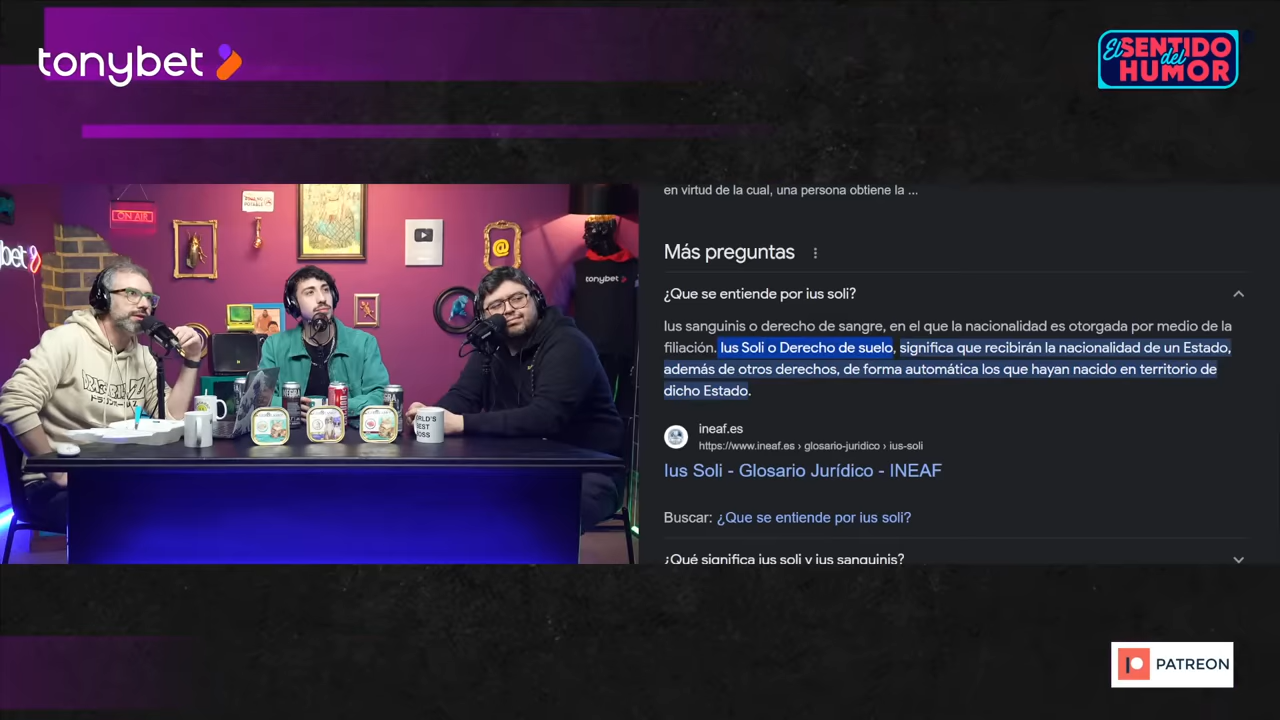 tonybet
El SENTIDO
del
HUMOR
en virtud de la cual, una persona obtiene la ...
Más preguntas
¿Que se entiende por ius soli?
Ius sanguinis o derecho de sangre, en el que la nacionalidad es otorgada por medio de la
filiación. Ius Soli o Derecho de suelo, significa que recibirán la nacionalidad de un Estado,
además de otros derechos, de forma automática los que hayan nacido en territorio de
dicho Estado.
ineaf.es
https://www.ineaf.es › glosario-juridico › ius-soli
Ius Soli - Glosario Jurídico - INEAF
Buscar: ¿Que se entiende por ius soli?
¿Qué significa ius soli y ius sanguinis?
ON AIR
tonybet
@
WORLD'S
BEST
BOSS
PATREON